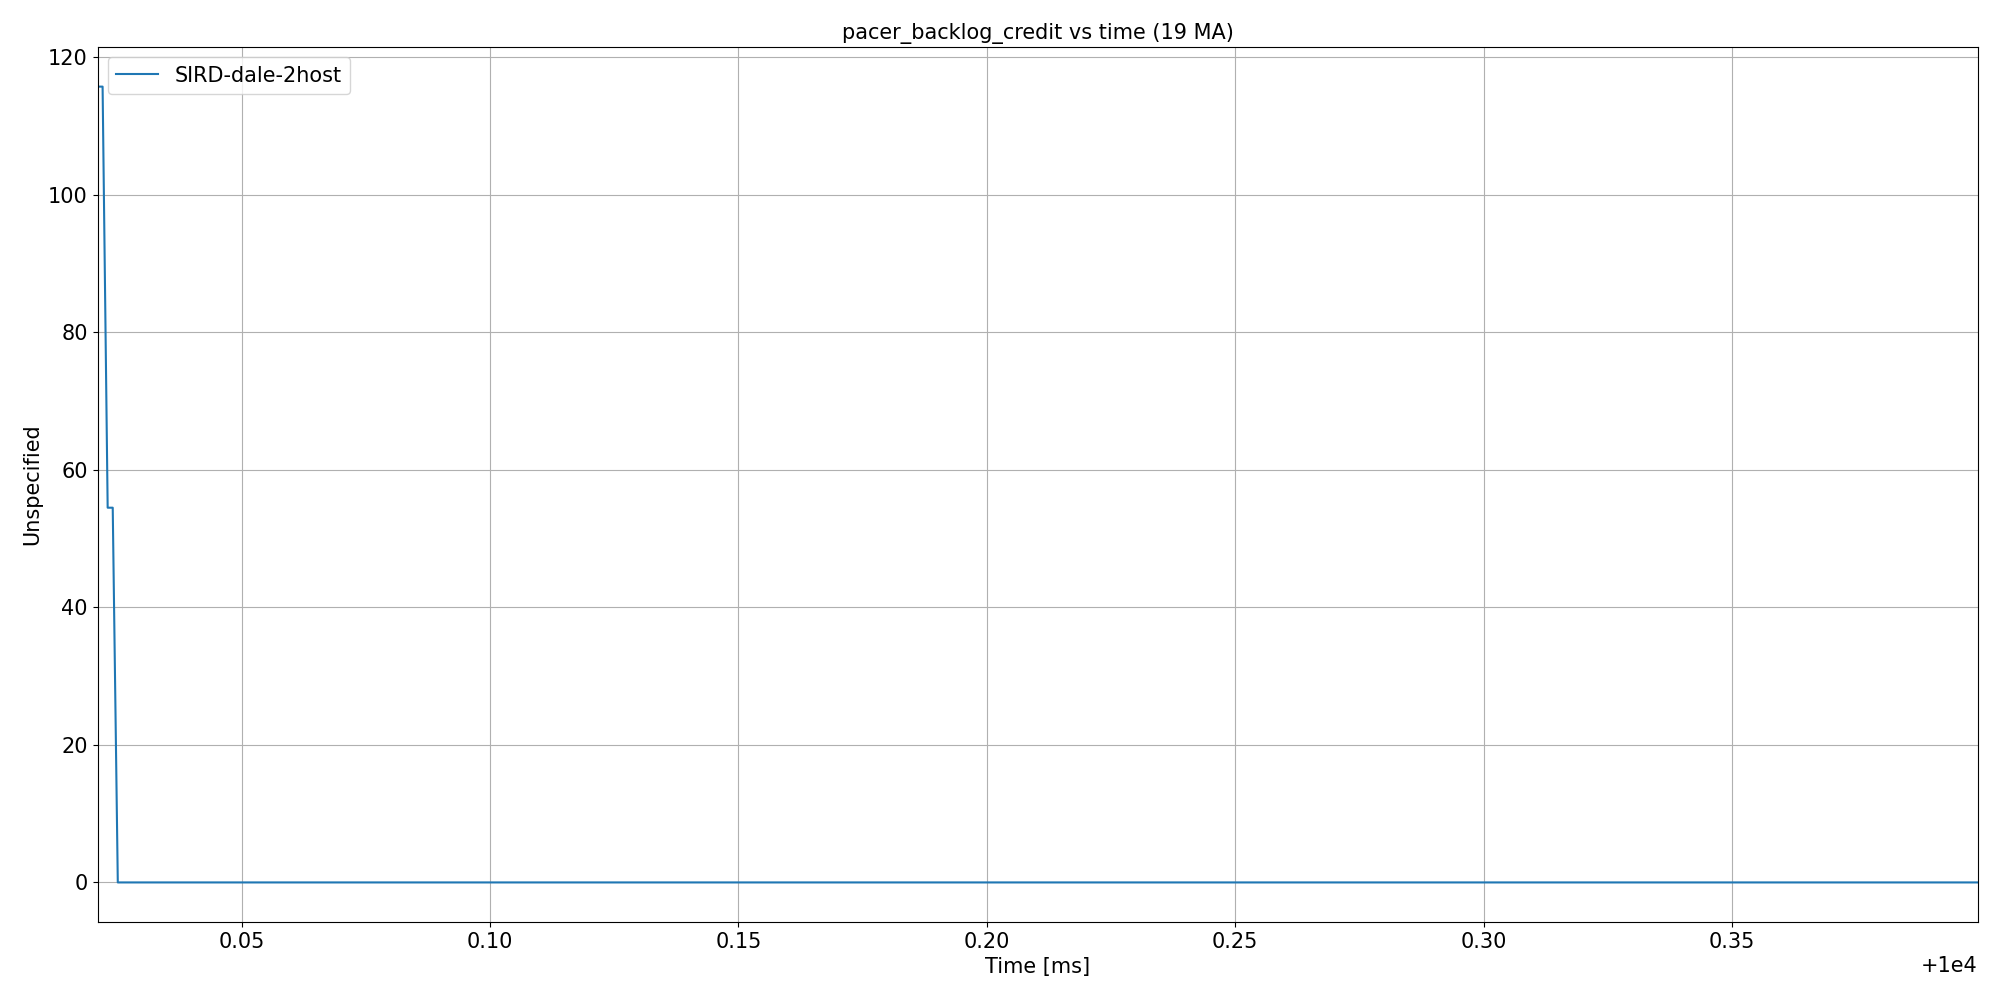 pacer_backlog_credit vs time (19 MA)
SIRD-dale-2host
120
100
80
60
40
20
0
Unspecified
0.05 0.10 0.15 0.20 0.25 0.30 0.35
Time [ms]
+1e4